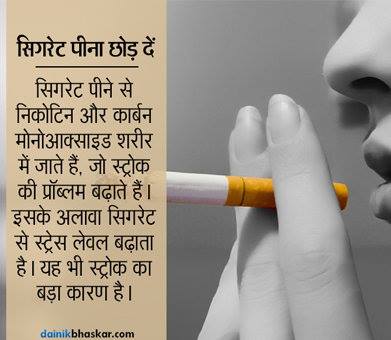 सिगरेट पीना छोड़ दें
सिगरेट पीने से
निकोटिन और कार्बन
मोनोआक्साइड शरीर
में जाते हैं, जो स्ट्रोक
की प्रॉब्लम बढ़ाते हैं।
इसके अलावा सिगरेट
से स्ट्रेस लेवल बढ़ाता
है। यह भी स्ट्रोक का
बड़ा कारण है।
dainikbhaskar.com